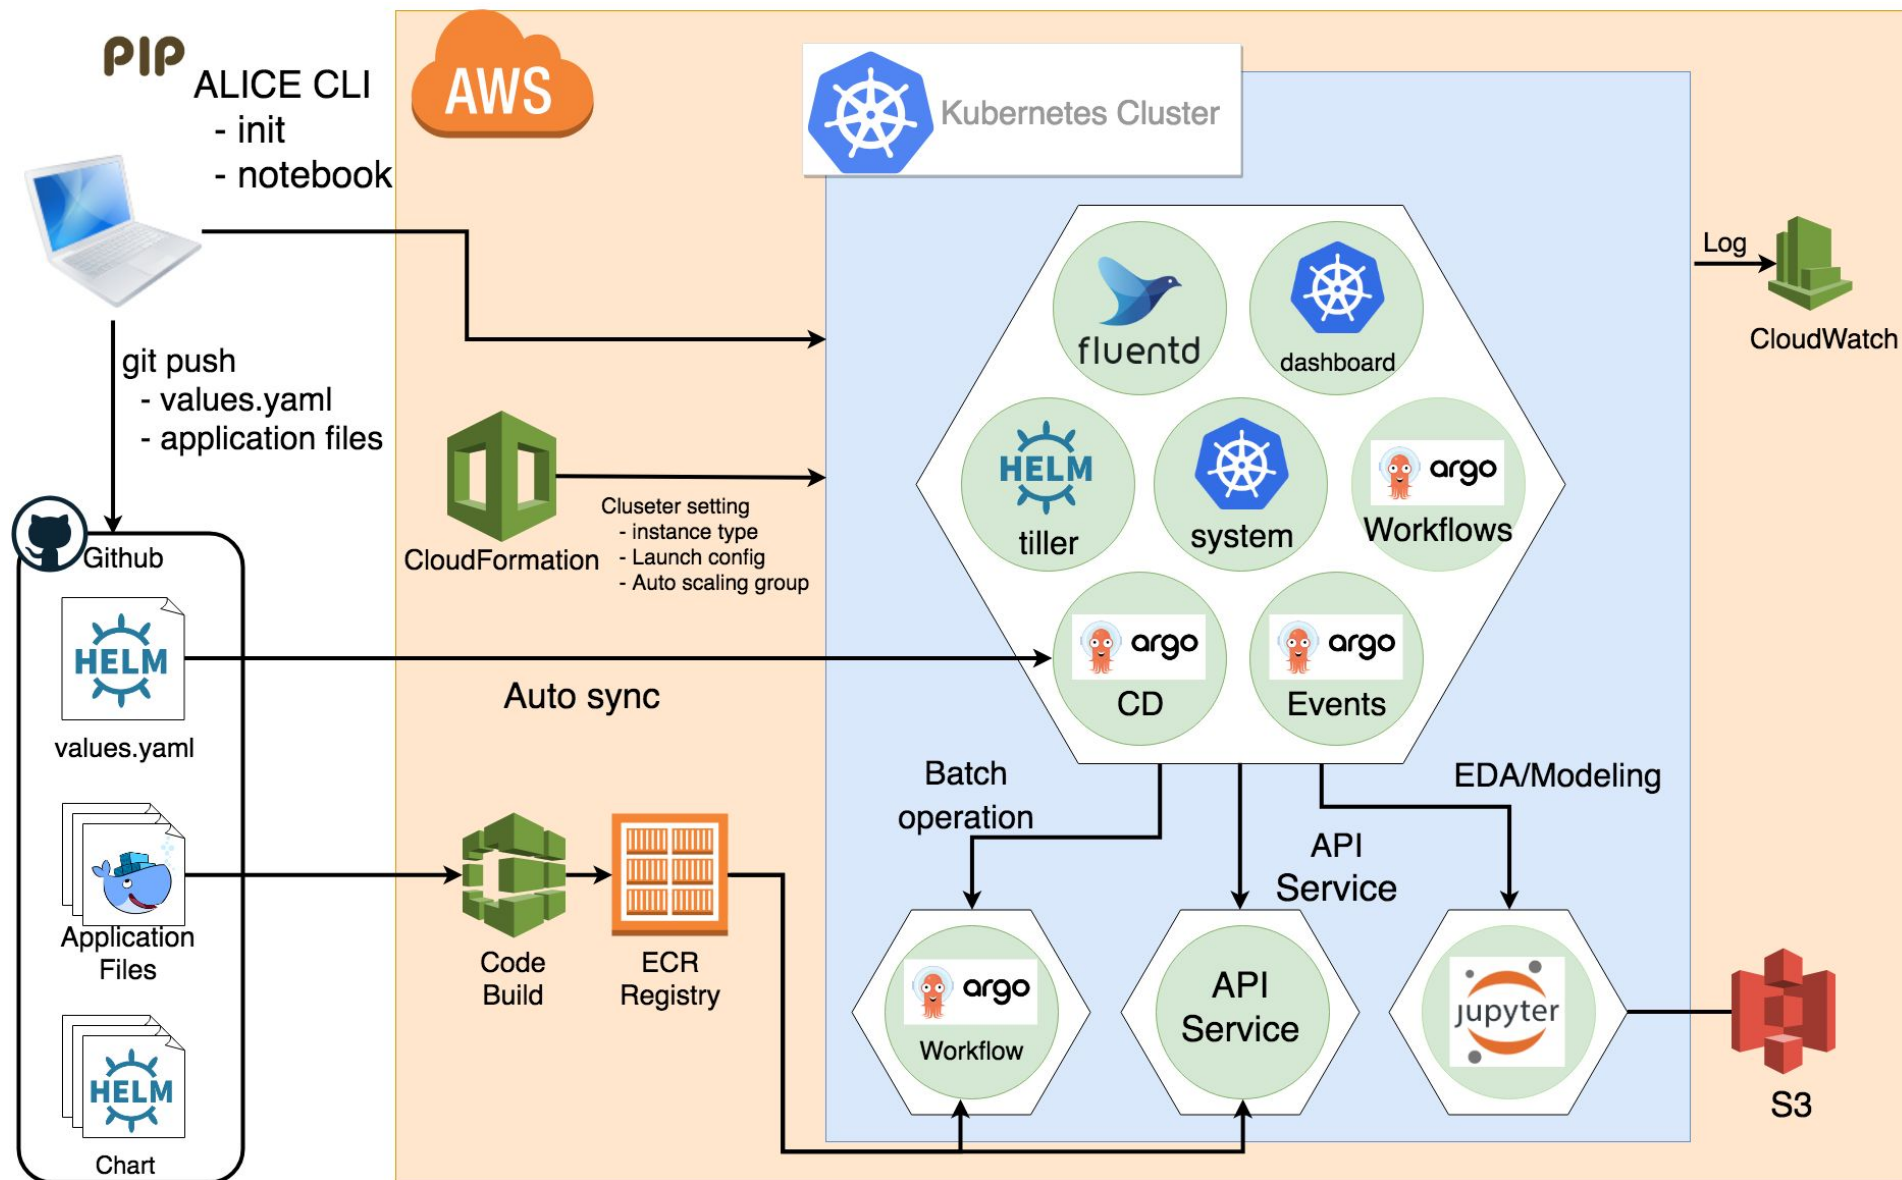 PIP
ALICE CLI
- init
- notebook
AWS
Kubernetes Cluster
Log
CloudWatch
git push
- values.yaml
- application files
fluentd
dashboard
HELM
tiller
system
argo
Workflows
CloudFormation
Cluseter setting
- instance type
- Launch config
- Auto scaling group
Github
HELM
values.yaml
Auto sync
argo
CD
argo
Events
Batch
operation
EDA/Modeling
API
Service
Application
Files
Code
Build
ECR
Registry
argo
Workflow
API
Service
jupyter
S3
HELM
Chart